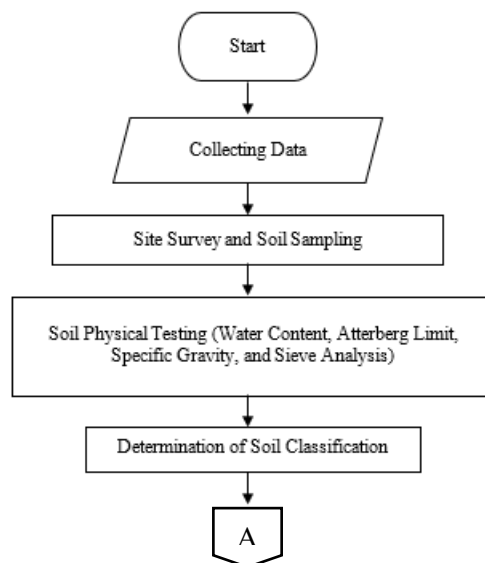 Start
Collecting Data
Site Survey and Soil Sampling
Soil Physical Testing (Water Content, Atterberg Limit,
Specific Gravity, and Sieve Analysis)
Determination of Soil Classification
A